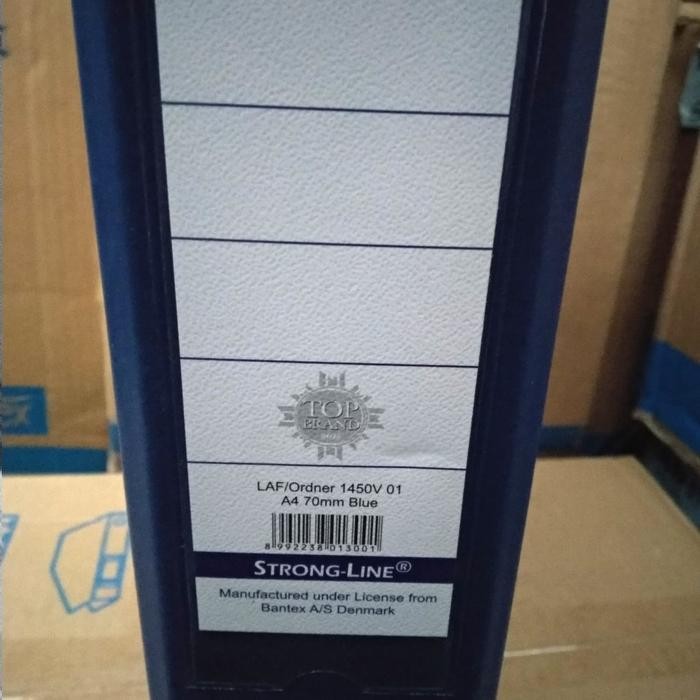 TOP
BRAND
LAF/Ordner 1450V 01
A4 70mm Blue
8 992238 013001
STRONG-LINE®
Manufactured under License from
Bantex A/S Denmark